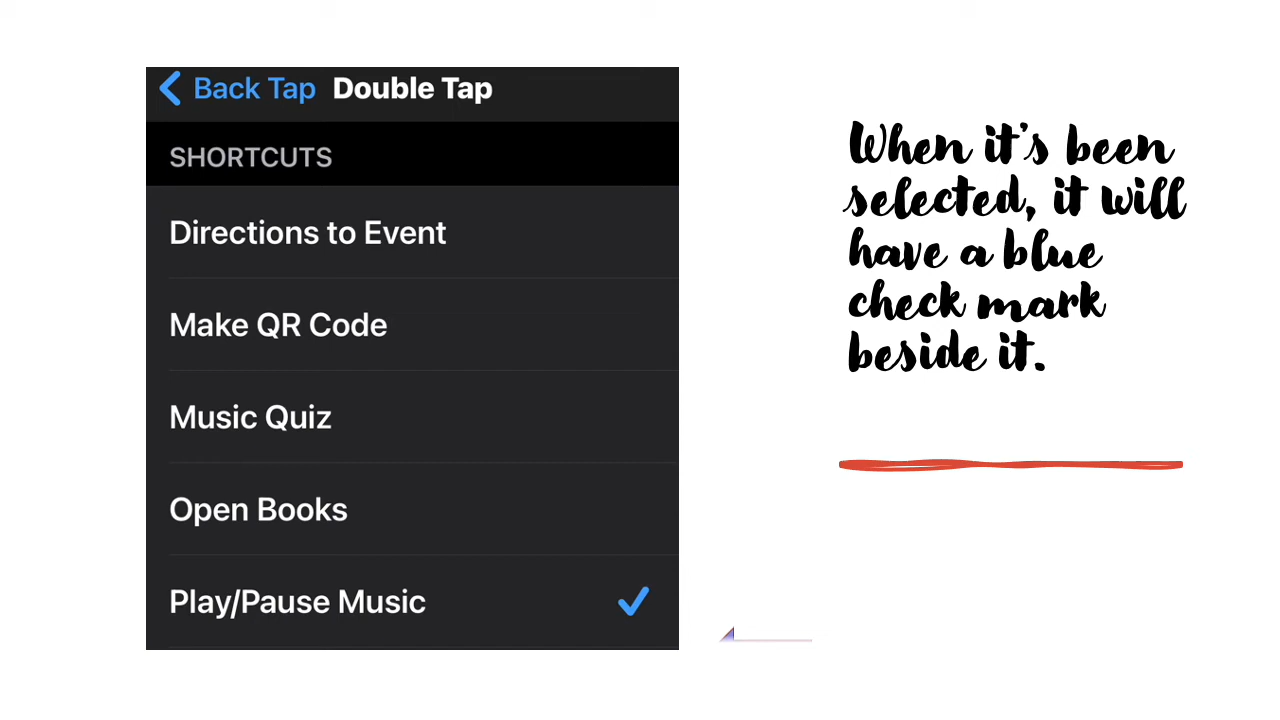 Back Tap Double Tap
SHORTCUTS
Directions to Event
Make QR Code
Music Quiz
Open Books
Play/Pause Music
When it's been
selected, it will
have a blue
check mark
beside it.